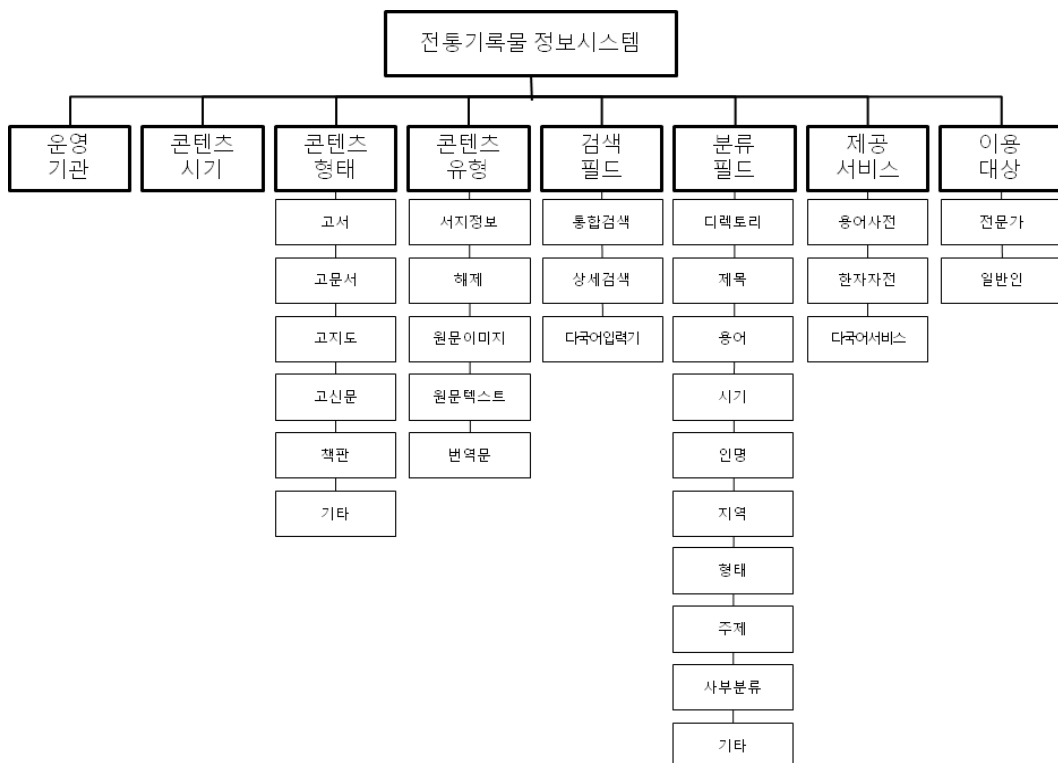 전통기록물 정보시스템
운영
기관
콘텐츠
시기
콘텐츠
형태
콘텐츠
유형
검색
필드
분류
필드
제공
서비스
이용
대상
고서
고문서
고지도
고신문
책판
기타
서지정보
해제
원문이미지
원문텍스트
번역문
통합검색
상세검색
다국어입력기
디렉토리
제목
용어
시기
인명
지역
형태
주제
사부분류
기타
용어사전
한자자전
다국어서비스
전문가
일반인